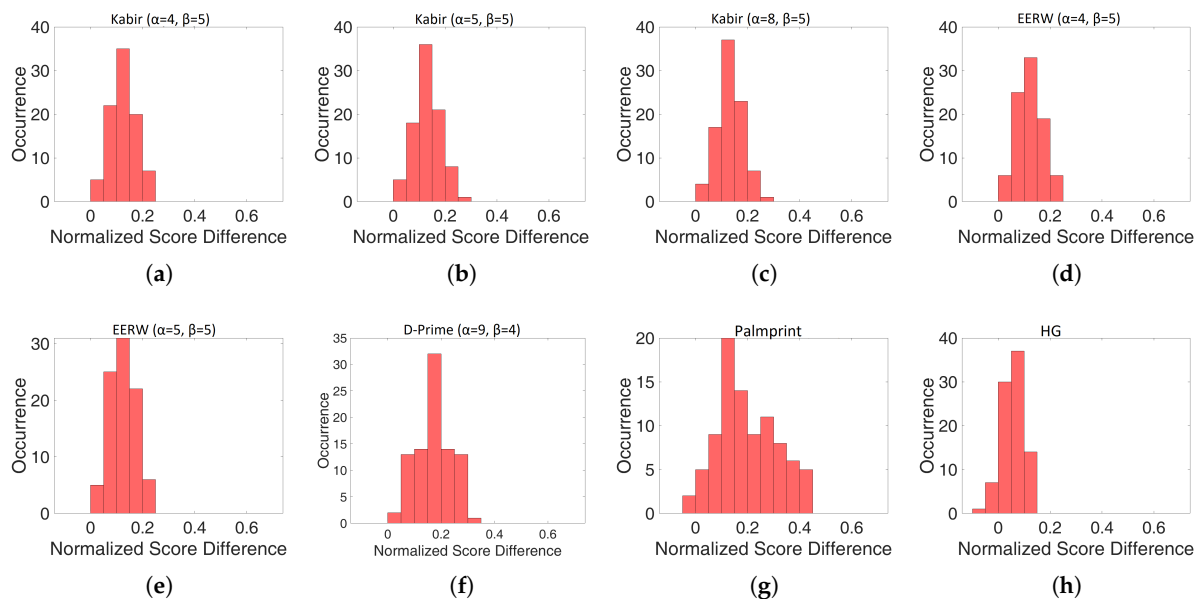 Kabir (α=4, β=5)
Occurrence
40
30
20
10
0
0 0.2 0.4 0.6
Normalized Score Difference
(a)
Kabir (α=5, β=5)
Occurrence
40
30
20
10
0
0 0.2 0.4 0.6
Normalized Score Difference
(b)
Kabir (α=8, β=5)
Occurrence
40
30
20
10
0
0 0.2 0.4 0.6
Normalized Score Difference
(c)
EERW (α=4, β=5)
Occurrence
40
30
20
10
0
0 0.2 0.4 0.6
Normalized Score Difference
(d)
EERW (α=5, β=5)
Occurrence
30
20
10
0
0 0.2 0.4 0.6
Normalized Score Difference
(e)
D-Prime (α=9, β=4)
Occurrence
35
30
25
20
15
10
5
0
0 0.2 0.4 0.6
Normalized Score Difference
(f)
Palmprint
Occurrence
20
15
10
5
0
0 0.2 0.4 0.6
Normalized Score Difference
(g)
HG
Occurrence
40
30
20
10
0
0 0.2 0.4 0.6
Normalized Score Difference
(h)